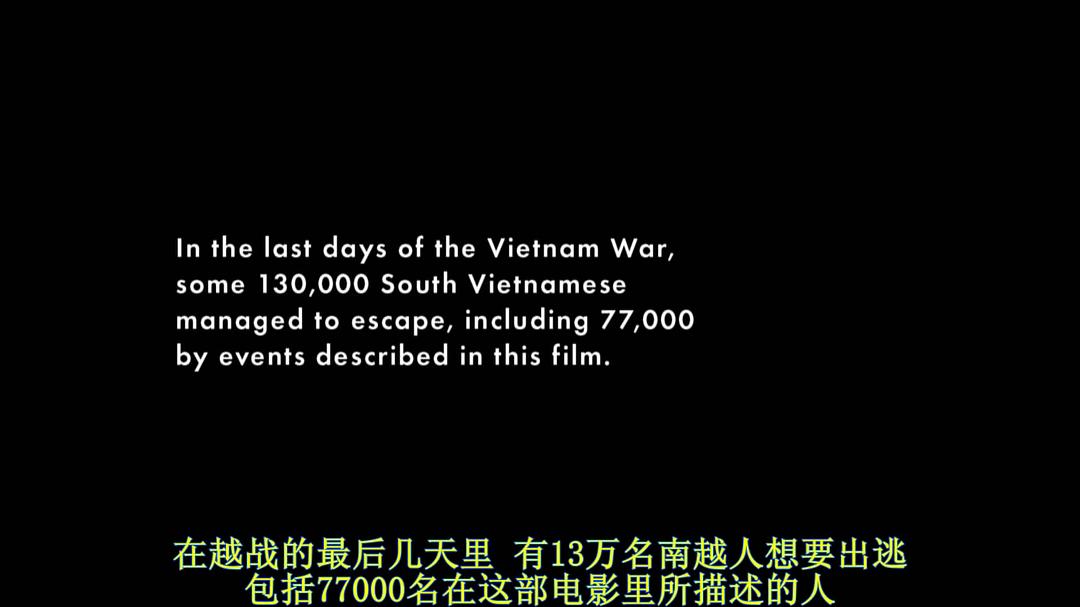 In the last days of the Vietnam War,
some 130,000 South Vietnamese
managed to escape, including 77,000
by events described in this film.
在越战的最后几天里 有13万名南越人想要出逃
包括77000名在这部电影里所描述的人